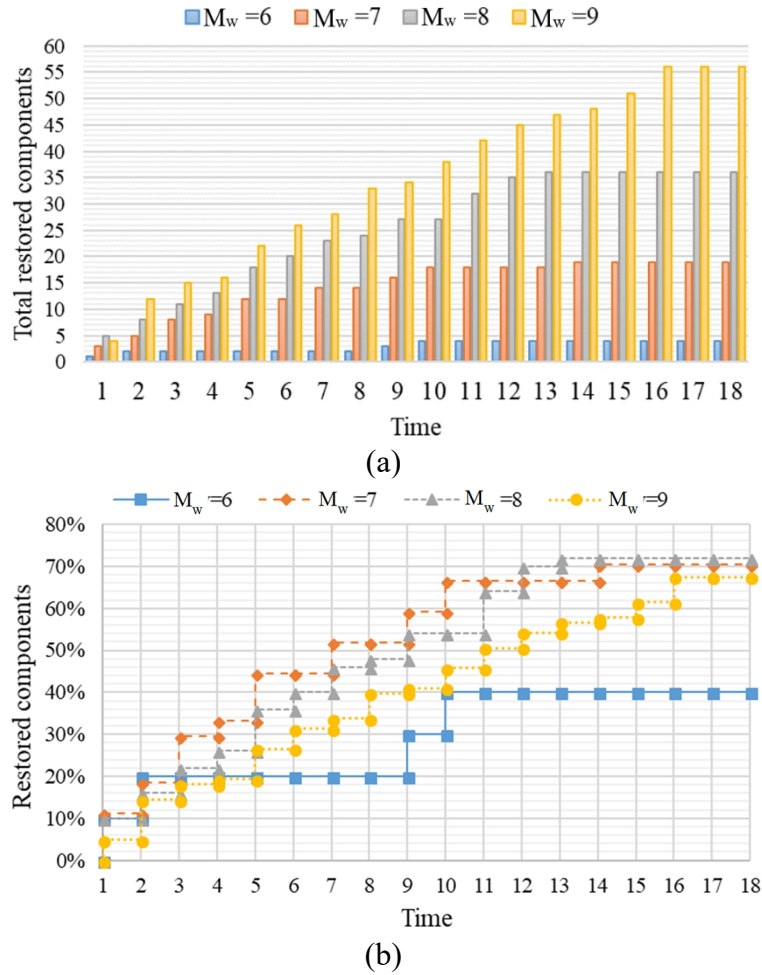 Mw =6 Mw =7 Mw =8 Mw =9
60
55
50
45
40
35
30
25
20
15
10
5
0
Total restored components
1 2 3 4 5 6 7 8 9 10 11 12 13 14 15 16 17 18
Time
(a)
Mw =6 Mw =7 Mw =8 Mw =9
80%
70%
60%
50%
40%
30%
20%
10%
0%
Restored components
1 2 3 4 5 6 7 8 9 10 11 12 13 14 15 16 17 18
Time
(b)